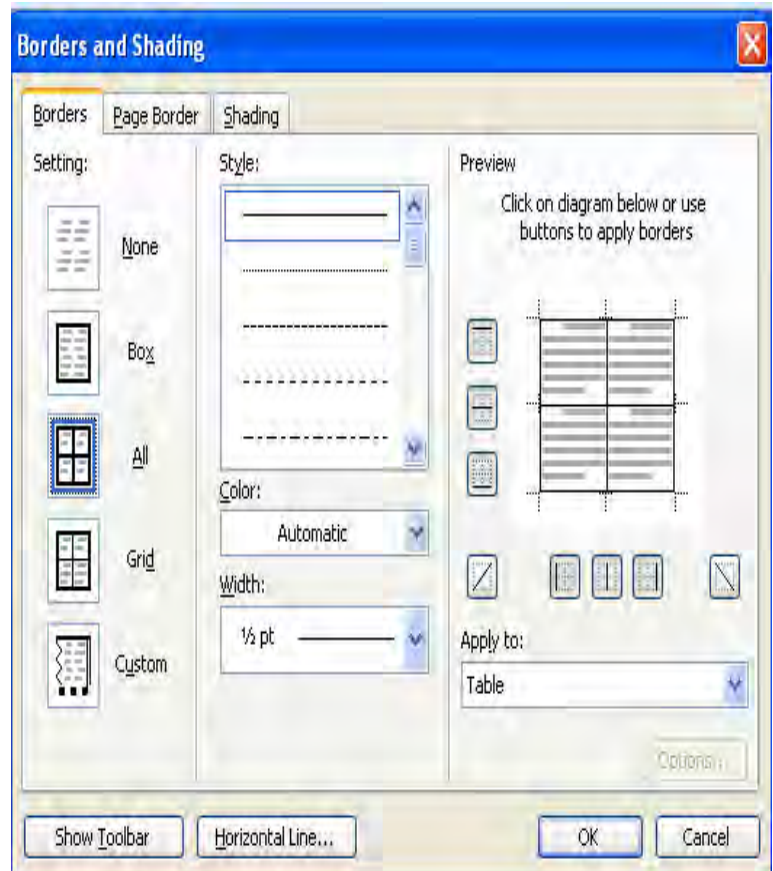 Borders and Shading
Borders
Page Border
Shading
Setting:
None
Box
All
Grid
Custom
Style:
Color:
Automatic
Width:
½ pt
Preview
Click on diagram below or use
buttons to apply borders
Apply to:
Table
Options...
Show Toolbar
Horizontal Line...
OK
Cancel